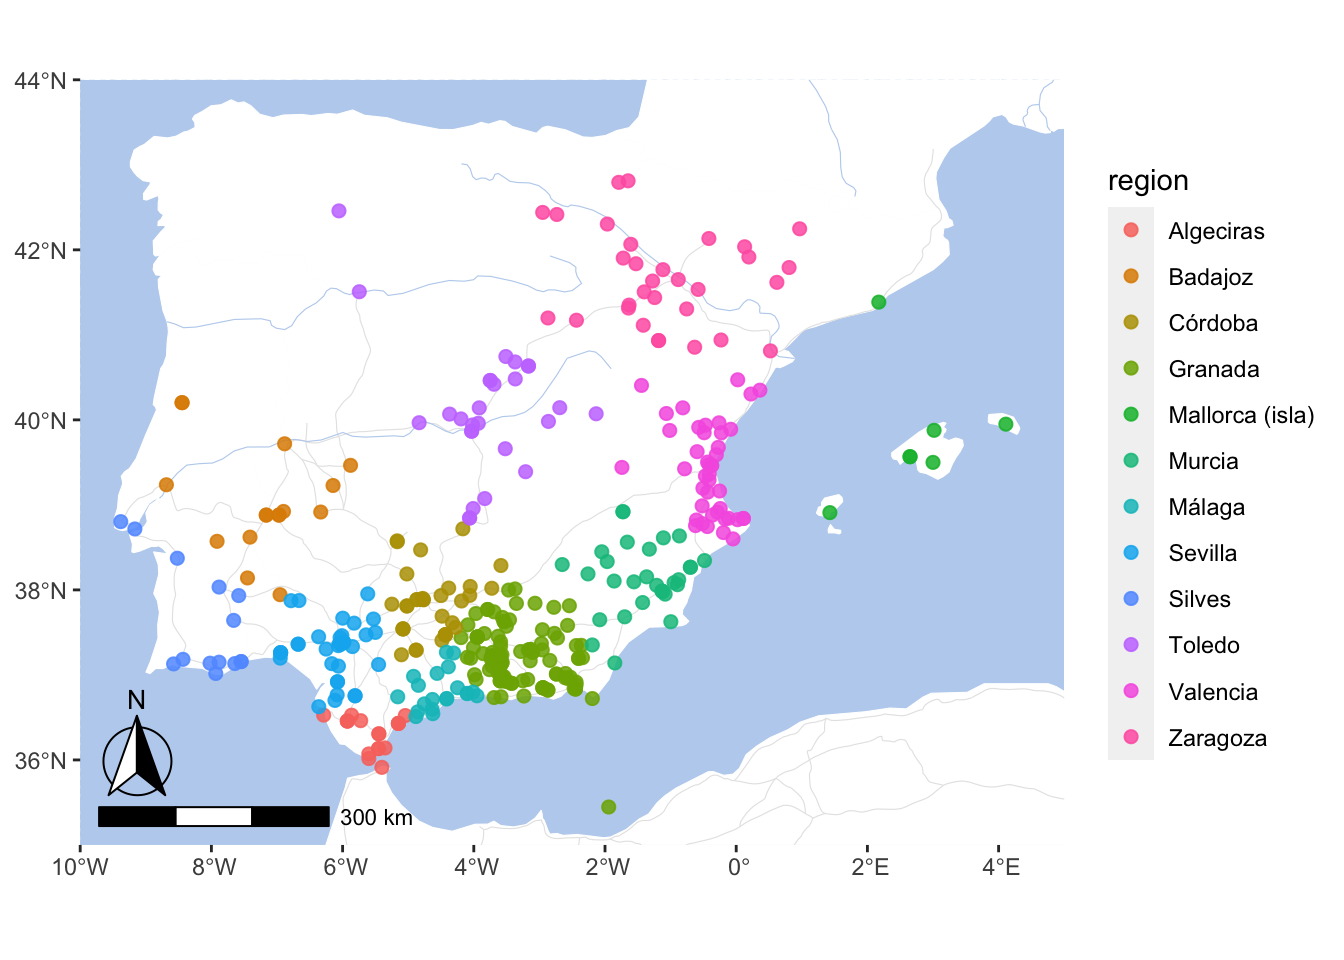 44°N
42°N
40°N
38°N
36°N
10°W
8°W
6°W
4°W
2°W
0°
2°E
4°E
N
300 km
region
Algeciras
Badajoz
Córdoba
Granada
Mallorca (isla)
Murcia
Málaga
Sevilla
Silves
Toledo
Valencia
Zaragoza